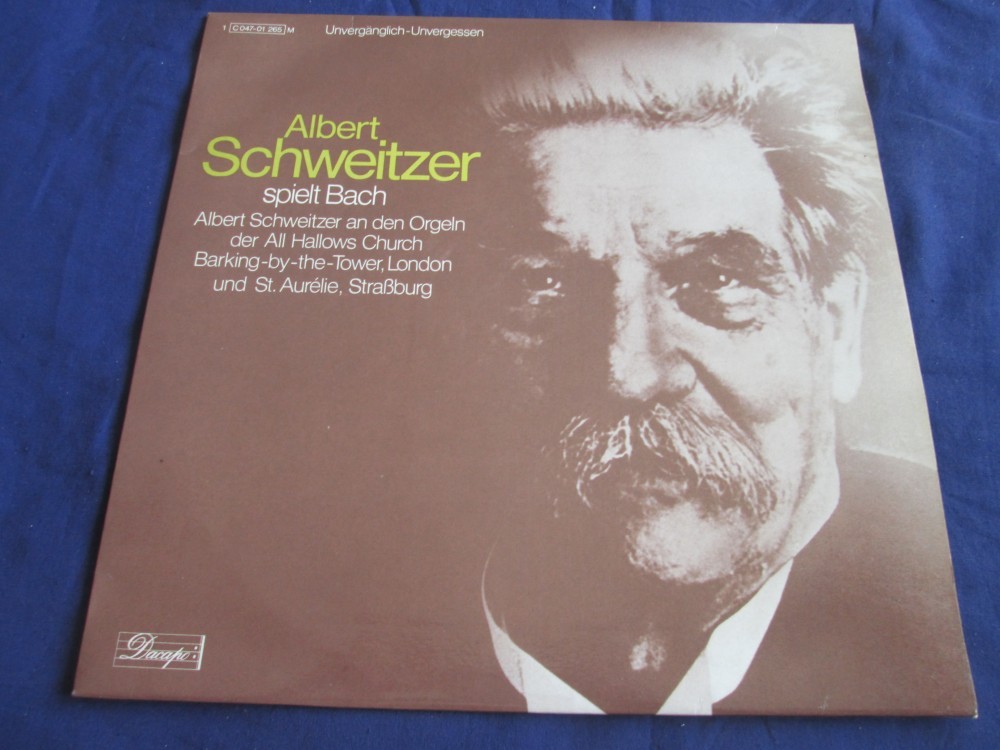 1 C 047-01 265 M
Unvergänglich-Unvergessen
Albert
Schweitzer
spielt Bach
Albert Schweitzer an den Orgeln
der All Hallows Church
Barking-by-the-Tower, London
und St. Aurélie, Straßburg
Dacapo